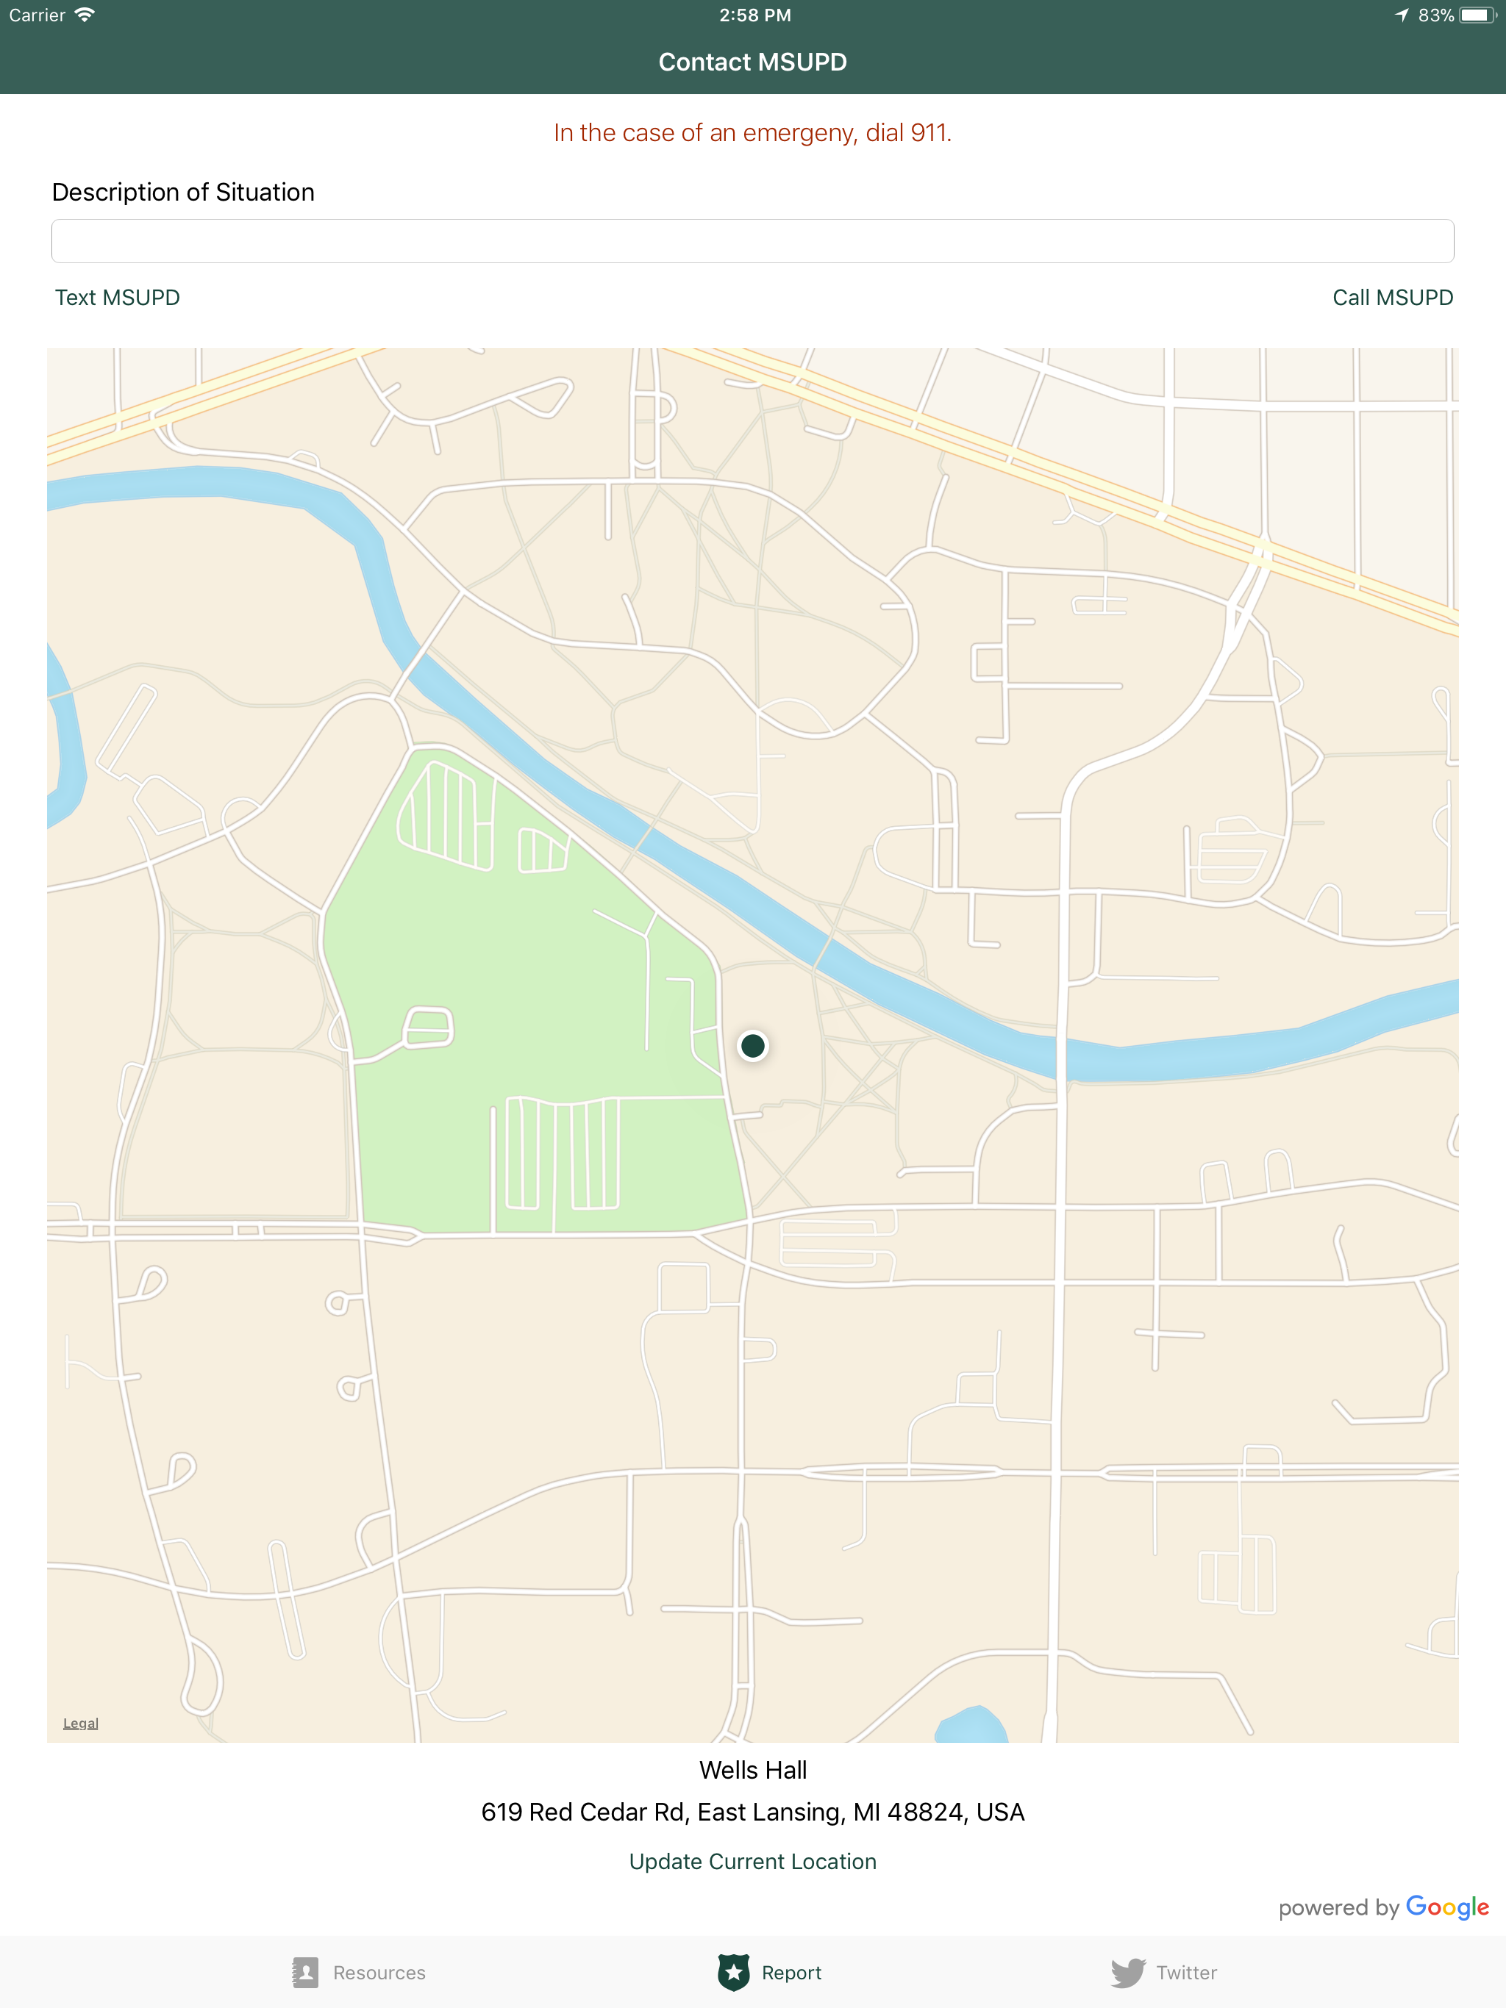 Carrier 2:58 PM 83%
Contact MSUPD
In the case of an emergeny, dial 911.
Description of Situation
Text MSUPD Call MSUPD
Legal
Wells Hall
619 Red Cedar Rd, East Lansing, MI 48824, USA
Update Current Location
powered by Google
Resources Report Twitter